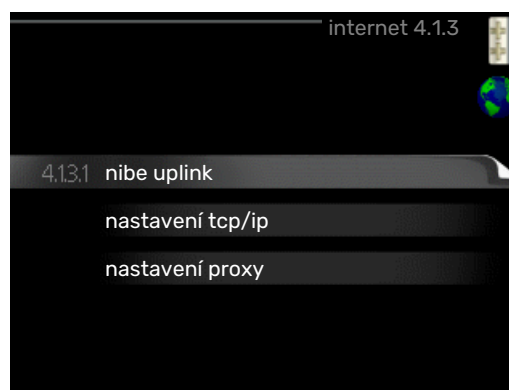 internet 4.1.3
4.1.3.1 nibe uplink
nastavení tcp/ip
nastavení proxy